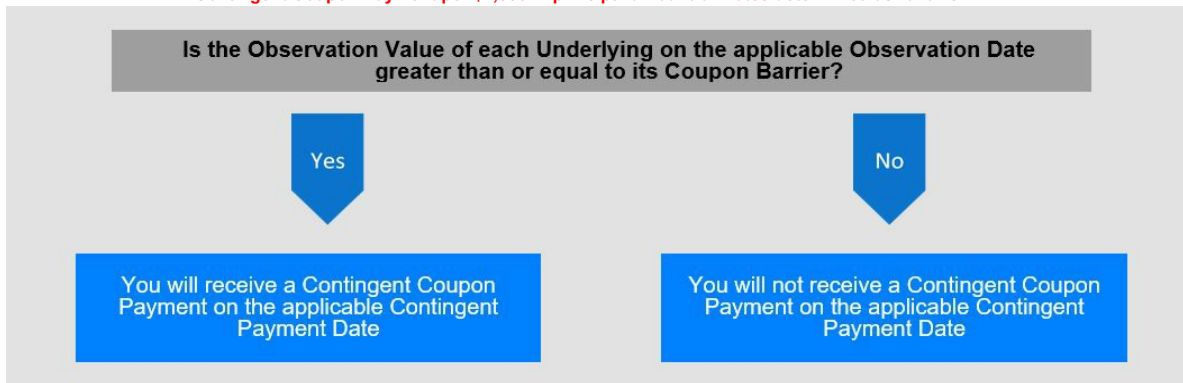 Is the Observation Value of each Underlying on the applicable Observation Date
greater than or equal to its Coupon Barrier?
Yes
No
You will receive a Contingent Coupon
Payment on the applicable Contingent
Payment Date
You will not receive a Contingent Coupon
Payment on the applicable Contingent
Payment Date